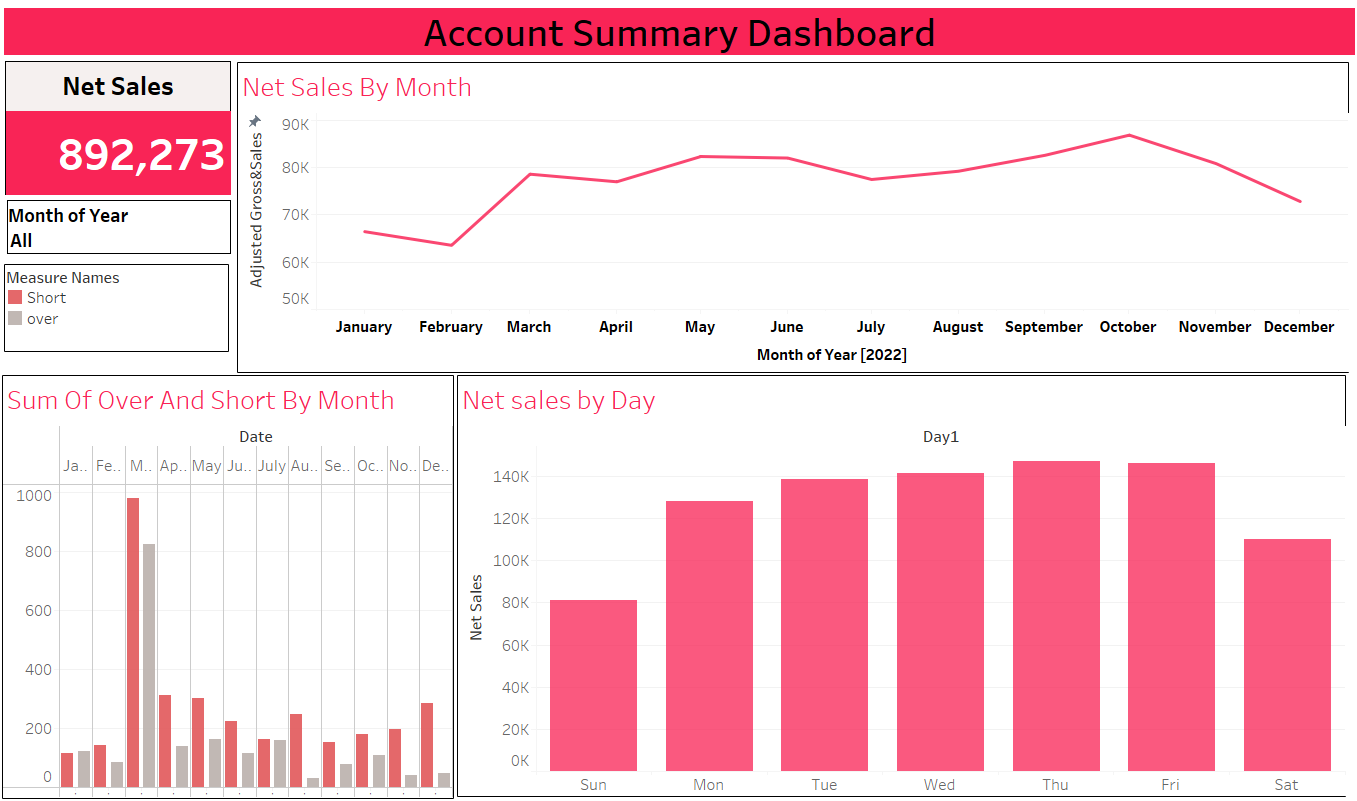 Account Summary Dashboard
Net Sales
892,273
Month of Year
All
Measure Names
Short
over
Net Sales By Month
Adjusted Gross&Sales
90K
80K
70K
60K
50K
January February March April May June July August September October November December
Month of Year [2022]
Sum Of Over And Short By Month
Date
Ja.. Fe.. M.. Ap.. May Ju.. July Au.. Se.. Oc.. No.. De..
1000
800
600
400
200
0
Net sales by Day
Day1
Net Sales
140K
120K
100K
80K
60K
40K
20K
0K
Sun Mon Tue Wed Thu Fri Sat